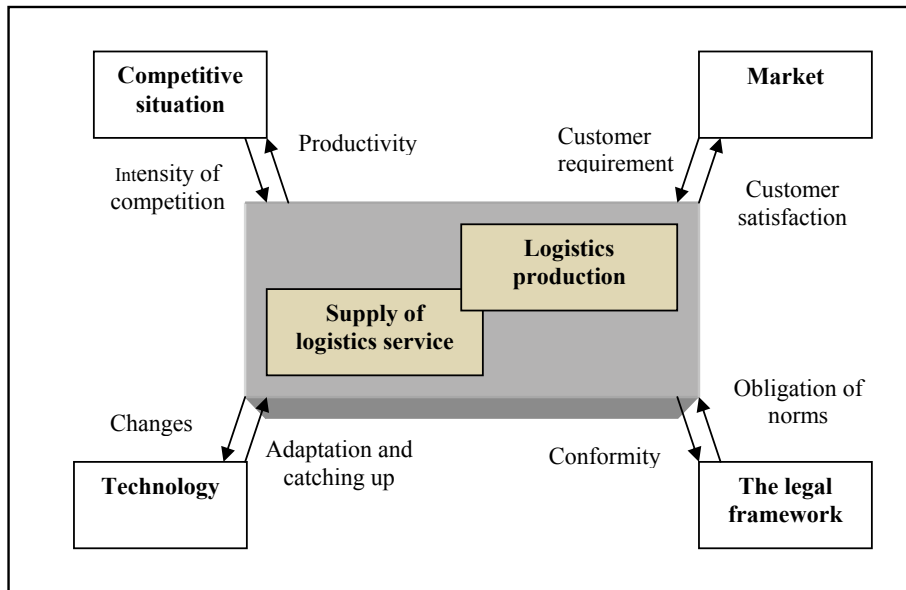 Competitive
situation
Market
Productivity
Customer
requirement
Intensity of
competition
Customer
satisfaction
Logistics
production
Supply of
logistics service
Obligation of
norms
Changes
Adaptation and
catching up
Conformity
Technology
The legal
framework